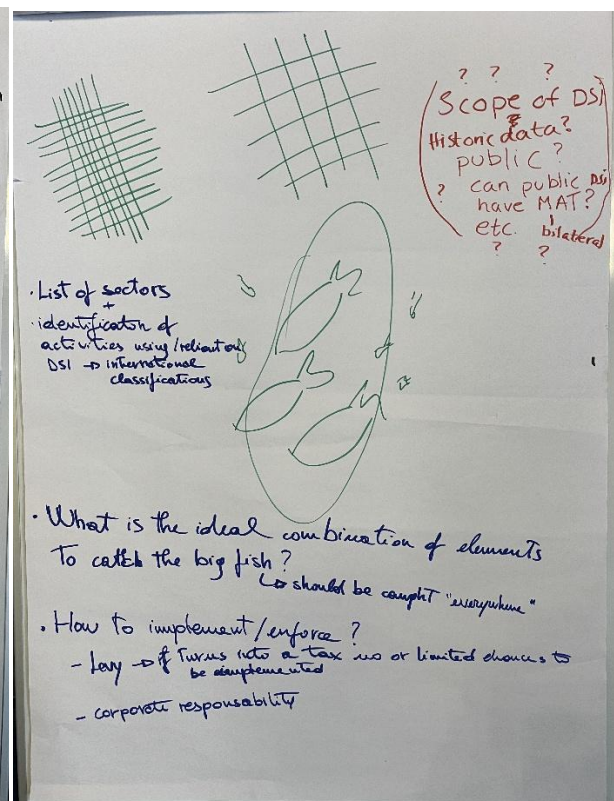 ? ? ?
Scope of DSI
&
Historic data?
public?
? can public DSI
have MAT?
etc. bilateral
? ?
• List of sectors
+
• identification of
activities using/reliant on
DSI → international
classifications
• What is the ideal combination of elements
To catch the big fish?
↳ should be caught "everywhere"
• How to implement/enforce?
- Levy → if Turns into a tax no or limited chances to
be implemented
- corporate responsability